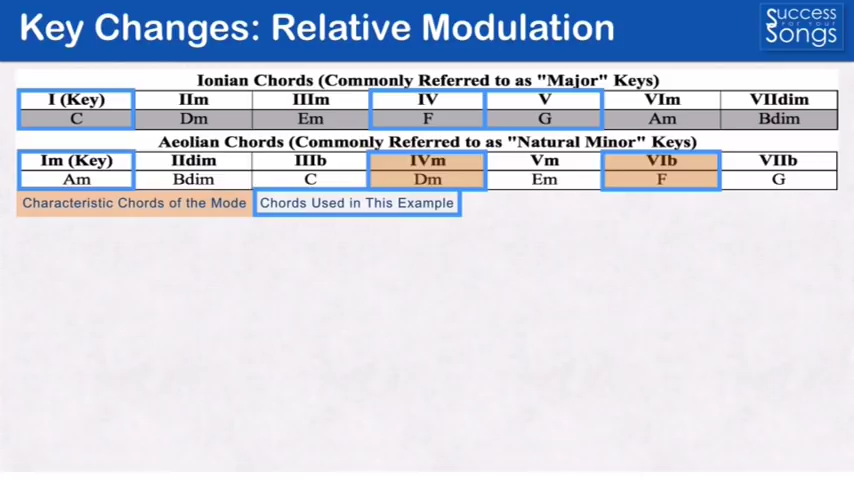 Key Changes: Relative Modulation
Success
FOR YOUR
Songs
Ionian Chords (Commonly Referred to as "Major" Keys)
I (Key) IIm IIIm IV V VIm VIIdim
C Dm Em F G Am Bdim
Aeolian Chords (Commonly Referred to as "Natural Minor" Keys)
Im (Key) IIdim IIIb IVm Vm VIb VIIb
Am Bdim C Dm Em F G
Characteristic Chords of the Mode Chords Used in This Example